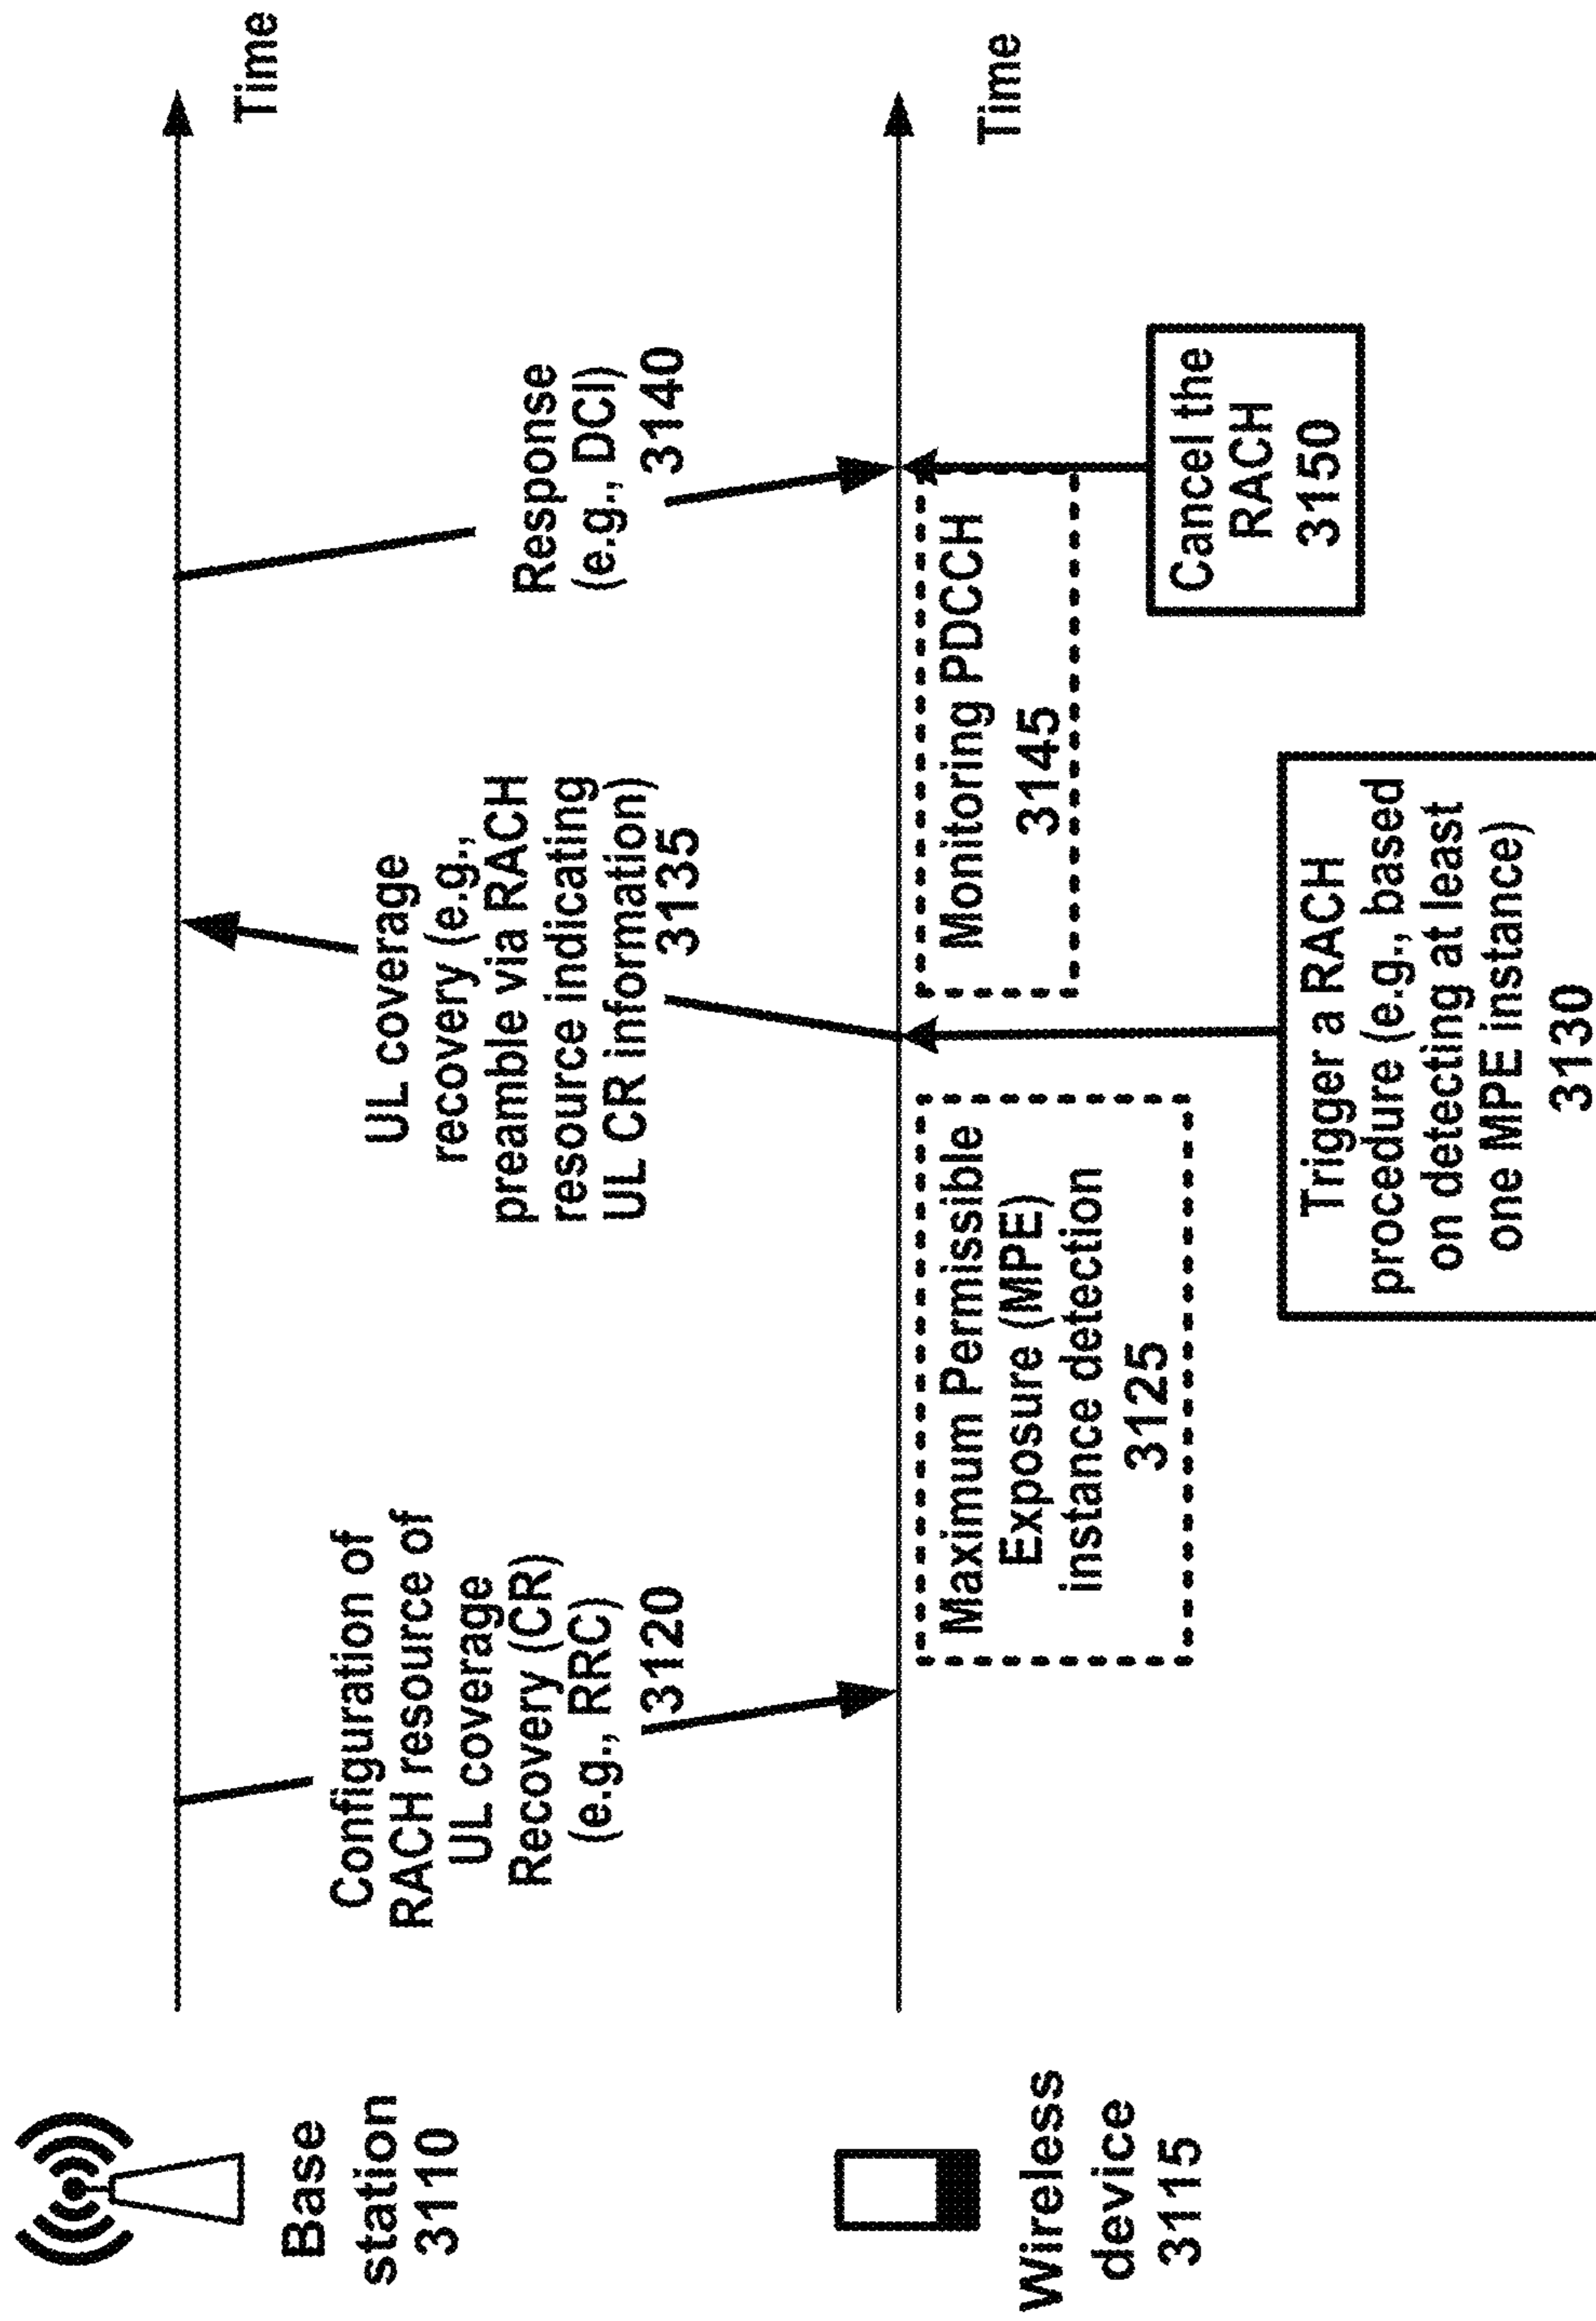 Base
station
3110
Time
Configuration of
RACH resource of
UL coverage
Recovery (CR)
(e.g., RRC)
3120
UL coverage
recovery (e.g.,
preamble via RACH
resource indicating
UL CR information)
3135
Response
(e.g., DCI)
3140
Wireless
device
3115
Time
Maximum Permissible
Exposure (MPE)
instance detection
3125
Monitoring PDCCH
3145
Trigger a RACH
procedure (e.g., based
on detecting at least
one MPE instance)
3130
Cancel the
RACH
3150